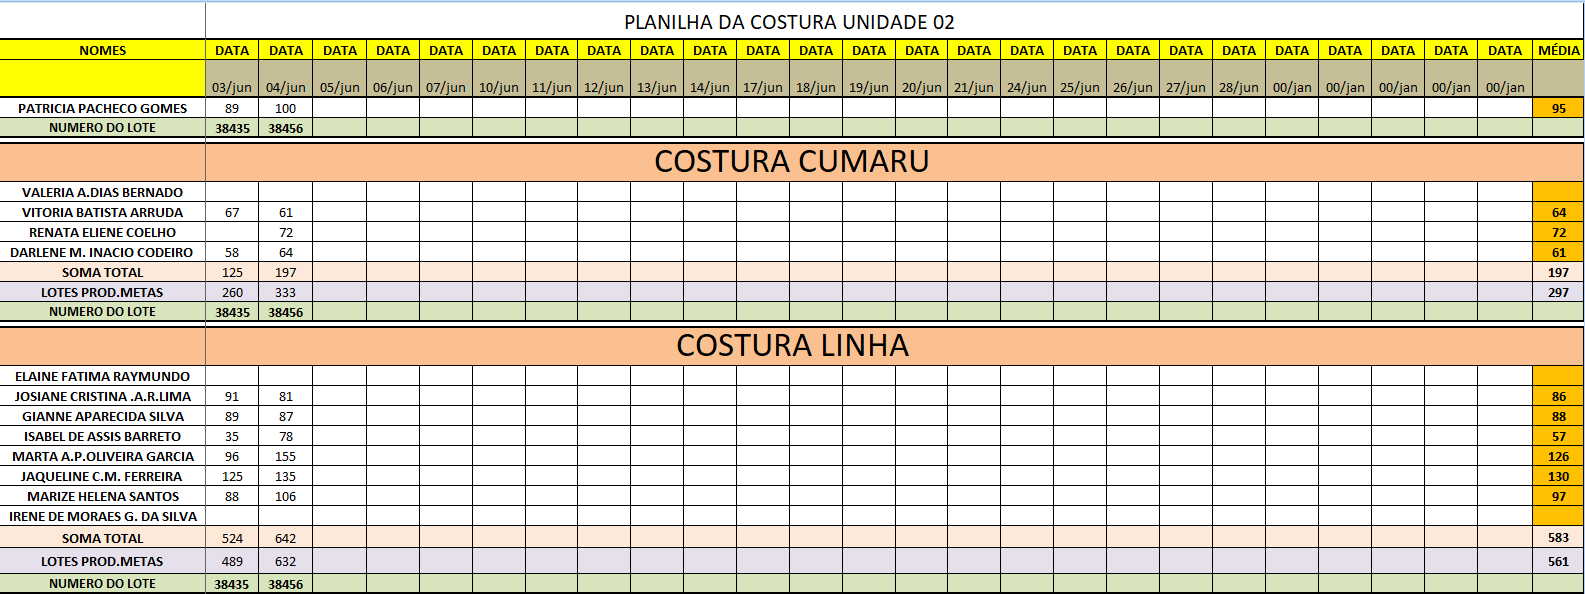 PLANILHA DA COSTURA UNIDADE 02
NOMES DATA DATA DATA DATA DATA DATA DATA DATA DATA DATA DATA DATA DATA DATA DATA DATA DATA DATA DATA DATA DATA DATA DATA DATA DATA MÉDIA
03/jun 04/jun 05/jun 06/jun 07/jun 10/jun 11/jun 12/jun 13/jun 14/jun 17/jun 18/jun 19/jun 20/jun 21/jun 24/jun 25/jun 26/jun 27/jun 28/jun 00/jan 00/jan 00/jan 00/jan 00/jan
PATRICIA PACHECO GOMES 89 100 95
NUMERO DO LOTE 38435 38456
COSTURA CUMARU
VALERIA A.DIAS BERNADO
VITORIA BATISTA ARRUDA 67 61 64
RENATA ELIENE COELHO 72 72
DARLENE M. INACIO CODEIRO 58 64 61
SOMA TOTAL 125 197 197
LOTES PROD.METAS 260 333 297
NUMERO DO LOTE 38435 38456
COSTURA LINHA
ELAINE FATIMA RAYMUNDO
JOSIANE CRISTINA .A.R.LIMA 91 81 86
GIANNE APARECIDA SILVA 89 87 88
ISABEL DE ASSIS BARRETO 35 78 57
MARTA A.P.OLIVEIRA GARCIA 96 155 126
JAQUELINE C.M. FERREIRA 125 135 130
MARIZE HELENA SANTOS 88 106 97
IRENE DE MORAES G. DA SILVA
SOMA TOTAL 524 642 583
LOTES PROD.METAS 489 632 561
NUMERO DO LOTE 38435 38456